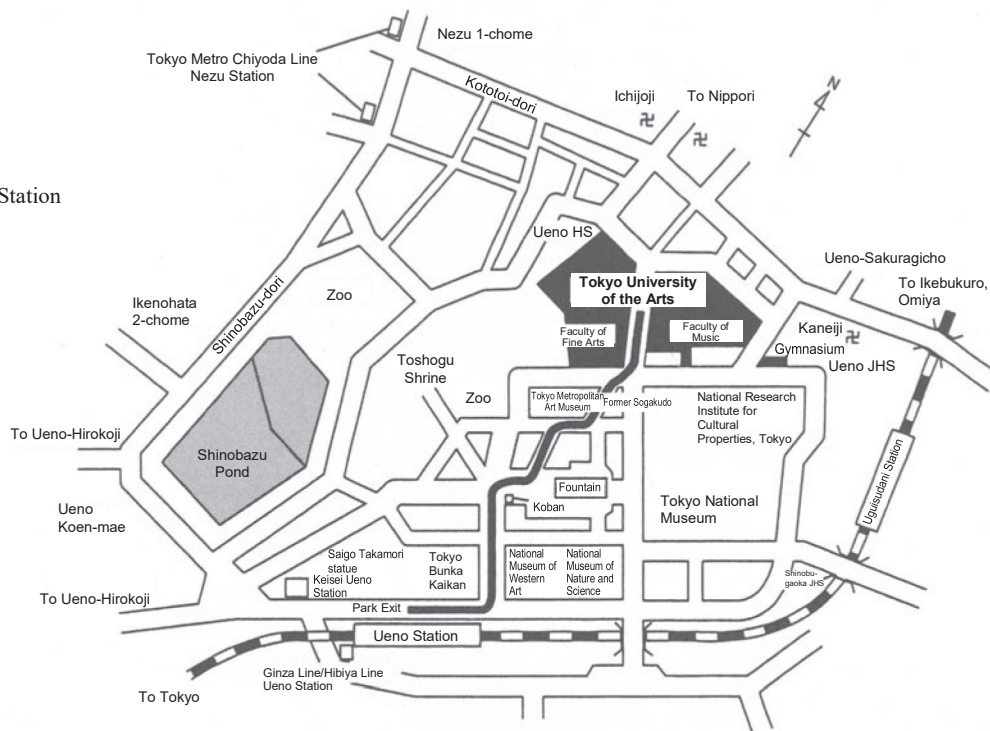 Nezu 1-chome
Tokyo Metro Chiyoda Line
Nezu Station
Kototoi-dori
Ichijoji
To Nippori
卍
卍
N
Station
Ueno HS
Ueno-Sakuragicho
To Ikebukuro,
Omiya
Tokyo University
of the Arts
Zoo
Ikenohata
2-chome
Shinobazu-dori
Faculty of
Fine Arts
Faculty of
Music
Kaneiji
卍
Gymnasium
Ueno JHS
Toshogu
Shrine
Zoo
Tokyo Metropolitan
Art Museum
Former Sogakudo
National Research
Institute for
Cultural
Properties, Tokyo
To Ueno-Hirokoji
Shinobazu
Pond
Fountain
Koban
Tokyo National
Museum
Uguisudani Station
Ueno
Koen-mae
Saigo Takamori
statue
Keisei Ueno
Station
Tokyo
Bunka
Kaikan
National
Museum of
Western
Art
National
Museum of
Nature and
Science
Shinobu-
gaoka JHS
To Ueno-Hirokoji
Park Exit
Ueno Station
Ginza Line/Hibiya Line
Ueno Station
To Tokyo